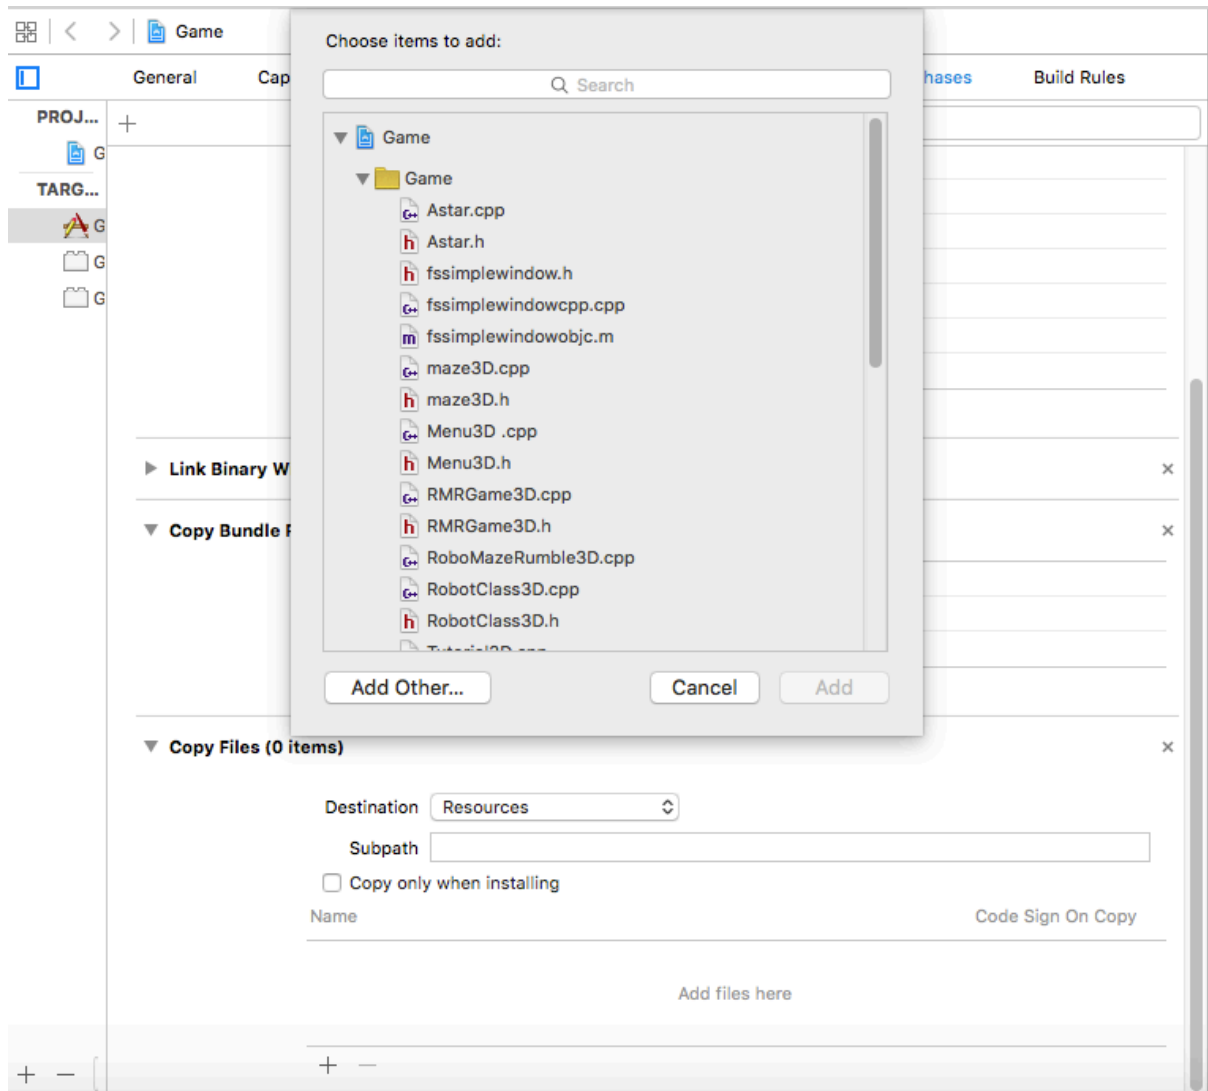 Game
General
Cap
hases
Build Rules
PROJ...
G
TARG...
G
G
G
Choose items to add:
Search
Game
Game
Astar.cpp
Astar.h
fssimplewindow.h
fssimplewindowcpp.cpp
fssimplewindowobjc.m
maze3D.cpp
maze3D.h
Menu3D .cpp
Menu3D.h
RMRGame3D.cpp
RMRGame3D.h
RoboMazeRumble3D.cpp
RobotClass3D.cpp
RobotClass3D.h
Add Other...
Cancel
Add
Link Binary W
Copy Bundle R
Copy Files (0 items)
Destination Resources
Subpath
Copy only when installing
Name Code Sign On Copy
Add files here